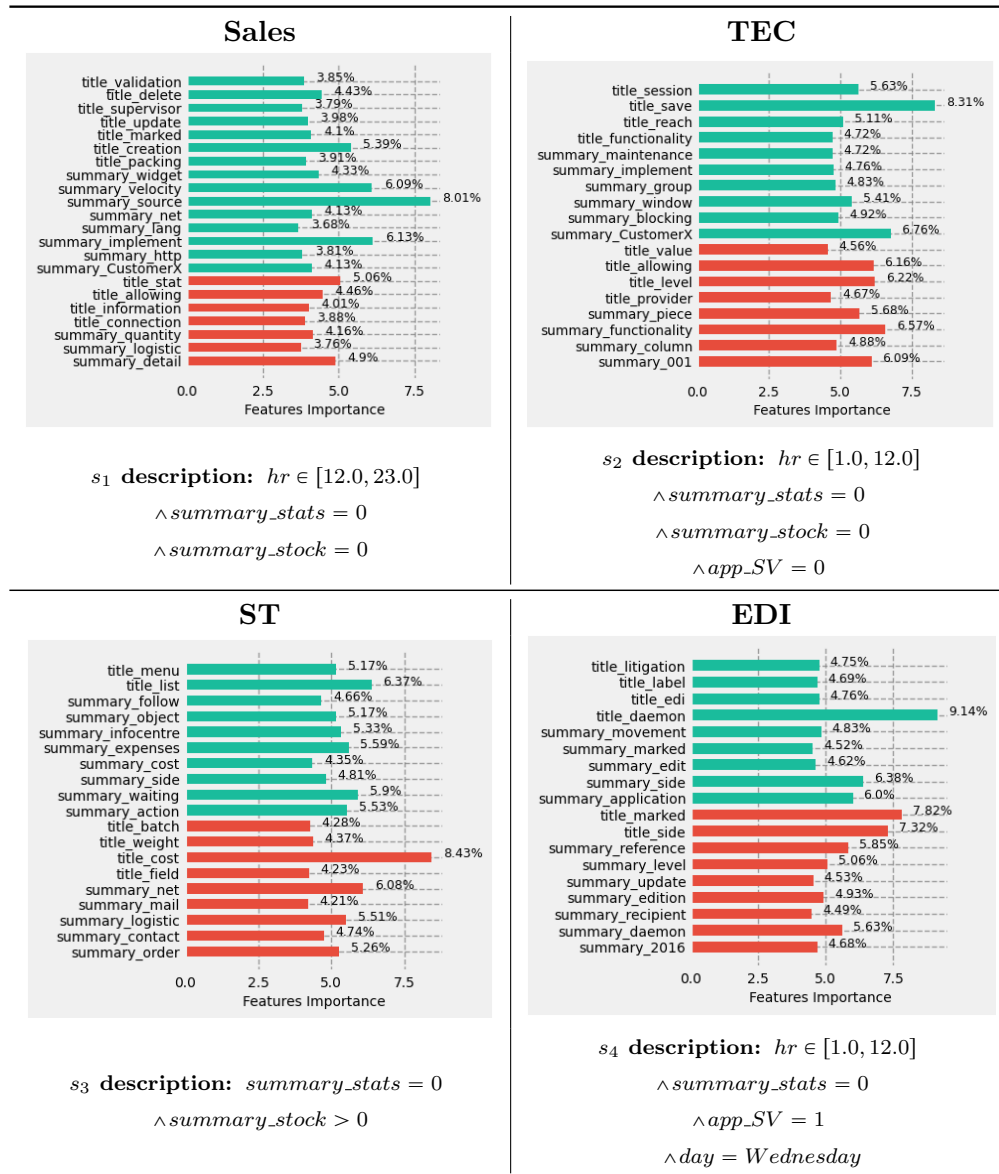 Sales
title_validation 3.85%
title_delete 4.43%
title_supervisor 3.79%
title_update 3.98%
title_marked 4.1%
title_creation 5.39%
title_packing 3.91%
summary_widget 4.33%
summary_velocity 6.09%
summary_source 8.01%
summary_net 4.13%
summary_lang 3.68%
summary_implement 6.13%
summary_http 3.81%
summary_CustomerX 4.13%
title_stat 5.06%
title_allowing 4.46%
title_information 4.01%
title_connection 3.88%
summary_quantity 4.16%
summary_logistic 3.76%
summary_detail 4.9%
0.0 2.5 5.0 7.5
Features Importance
s₁ description: hr ∈ [12.0, 23.0]
∧ summary_stats = 0
∧ summary_stock = 0
TEC
title_session 5.63%
title_save 8.31%
title_reach 5.11%
title_functionality 4.72%
summary_maintenance 4.72%
summary_implement 4.76%
summary_group 4.83%
summary_window 5.41%
summary_blocking 4.92%
summary_CustomerX 6.76%
title_value 4.56%
title_allowing 6.16%
title_level 6.22%
title_provider 4.67%
summary_piece 5.68%
summary_functionality 6.57%
summary_column 4.88%
summary_001 6.09%
0.0 2.5 5.0 7.5
Features Importance
s₂ description: hr ∈ [1.0, 12.0]
∧ summary_stats = 0
∧ summary_stock = 0
∧ app_SV = 0
ST
title_menu 5.17%
title_list 6.37%
summary_follow 4.66%
summary_object 5.17%
summary_infocentre 5.33%
summary_expenses 5.59%
summary_cost 4.35%
summary_side 4.81%
summary_waiting 5.9%
summary_action 5.53%
title_batch 4.28%
title_weight 4.37%
title_cost 8.43%
title_field 4.23%
summary_net 6.08%
summary_mail 4.21%
summary_logistic 5.51%
summary_contact 4.74%
summary_order 5.26%
0.0 2.5 5.0 7.5
Features Importance
s₃ description: summary_stats = 0
∧ summary_stock > 0
EDI
title_litigation 4.75%
title_label 4.69%
title_edi 4.76%
title_daemon 9.14%
summary_movement 4.83%
summary_marked 4.52%
summary_edit 4.62%
summary_side 6.38%
summary_application 6.0%
title_marked 7.82%
title_side 7.32%
summary_reference 5.85%
summary_level 5.06%
summary_update 4.53%
summary_edition 4.93%
summary_recipient 4.49%
summary_daemon 5.63%
summary_2016 4.68%
0.0 2.5 5.0 7.5
Features Importance
s₄ description: hr ∈ [1.0, 12.0]
∧ summary_stats = 0
∧ app_SV = 1
∧ day = Wednesday